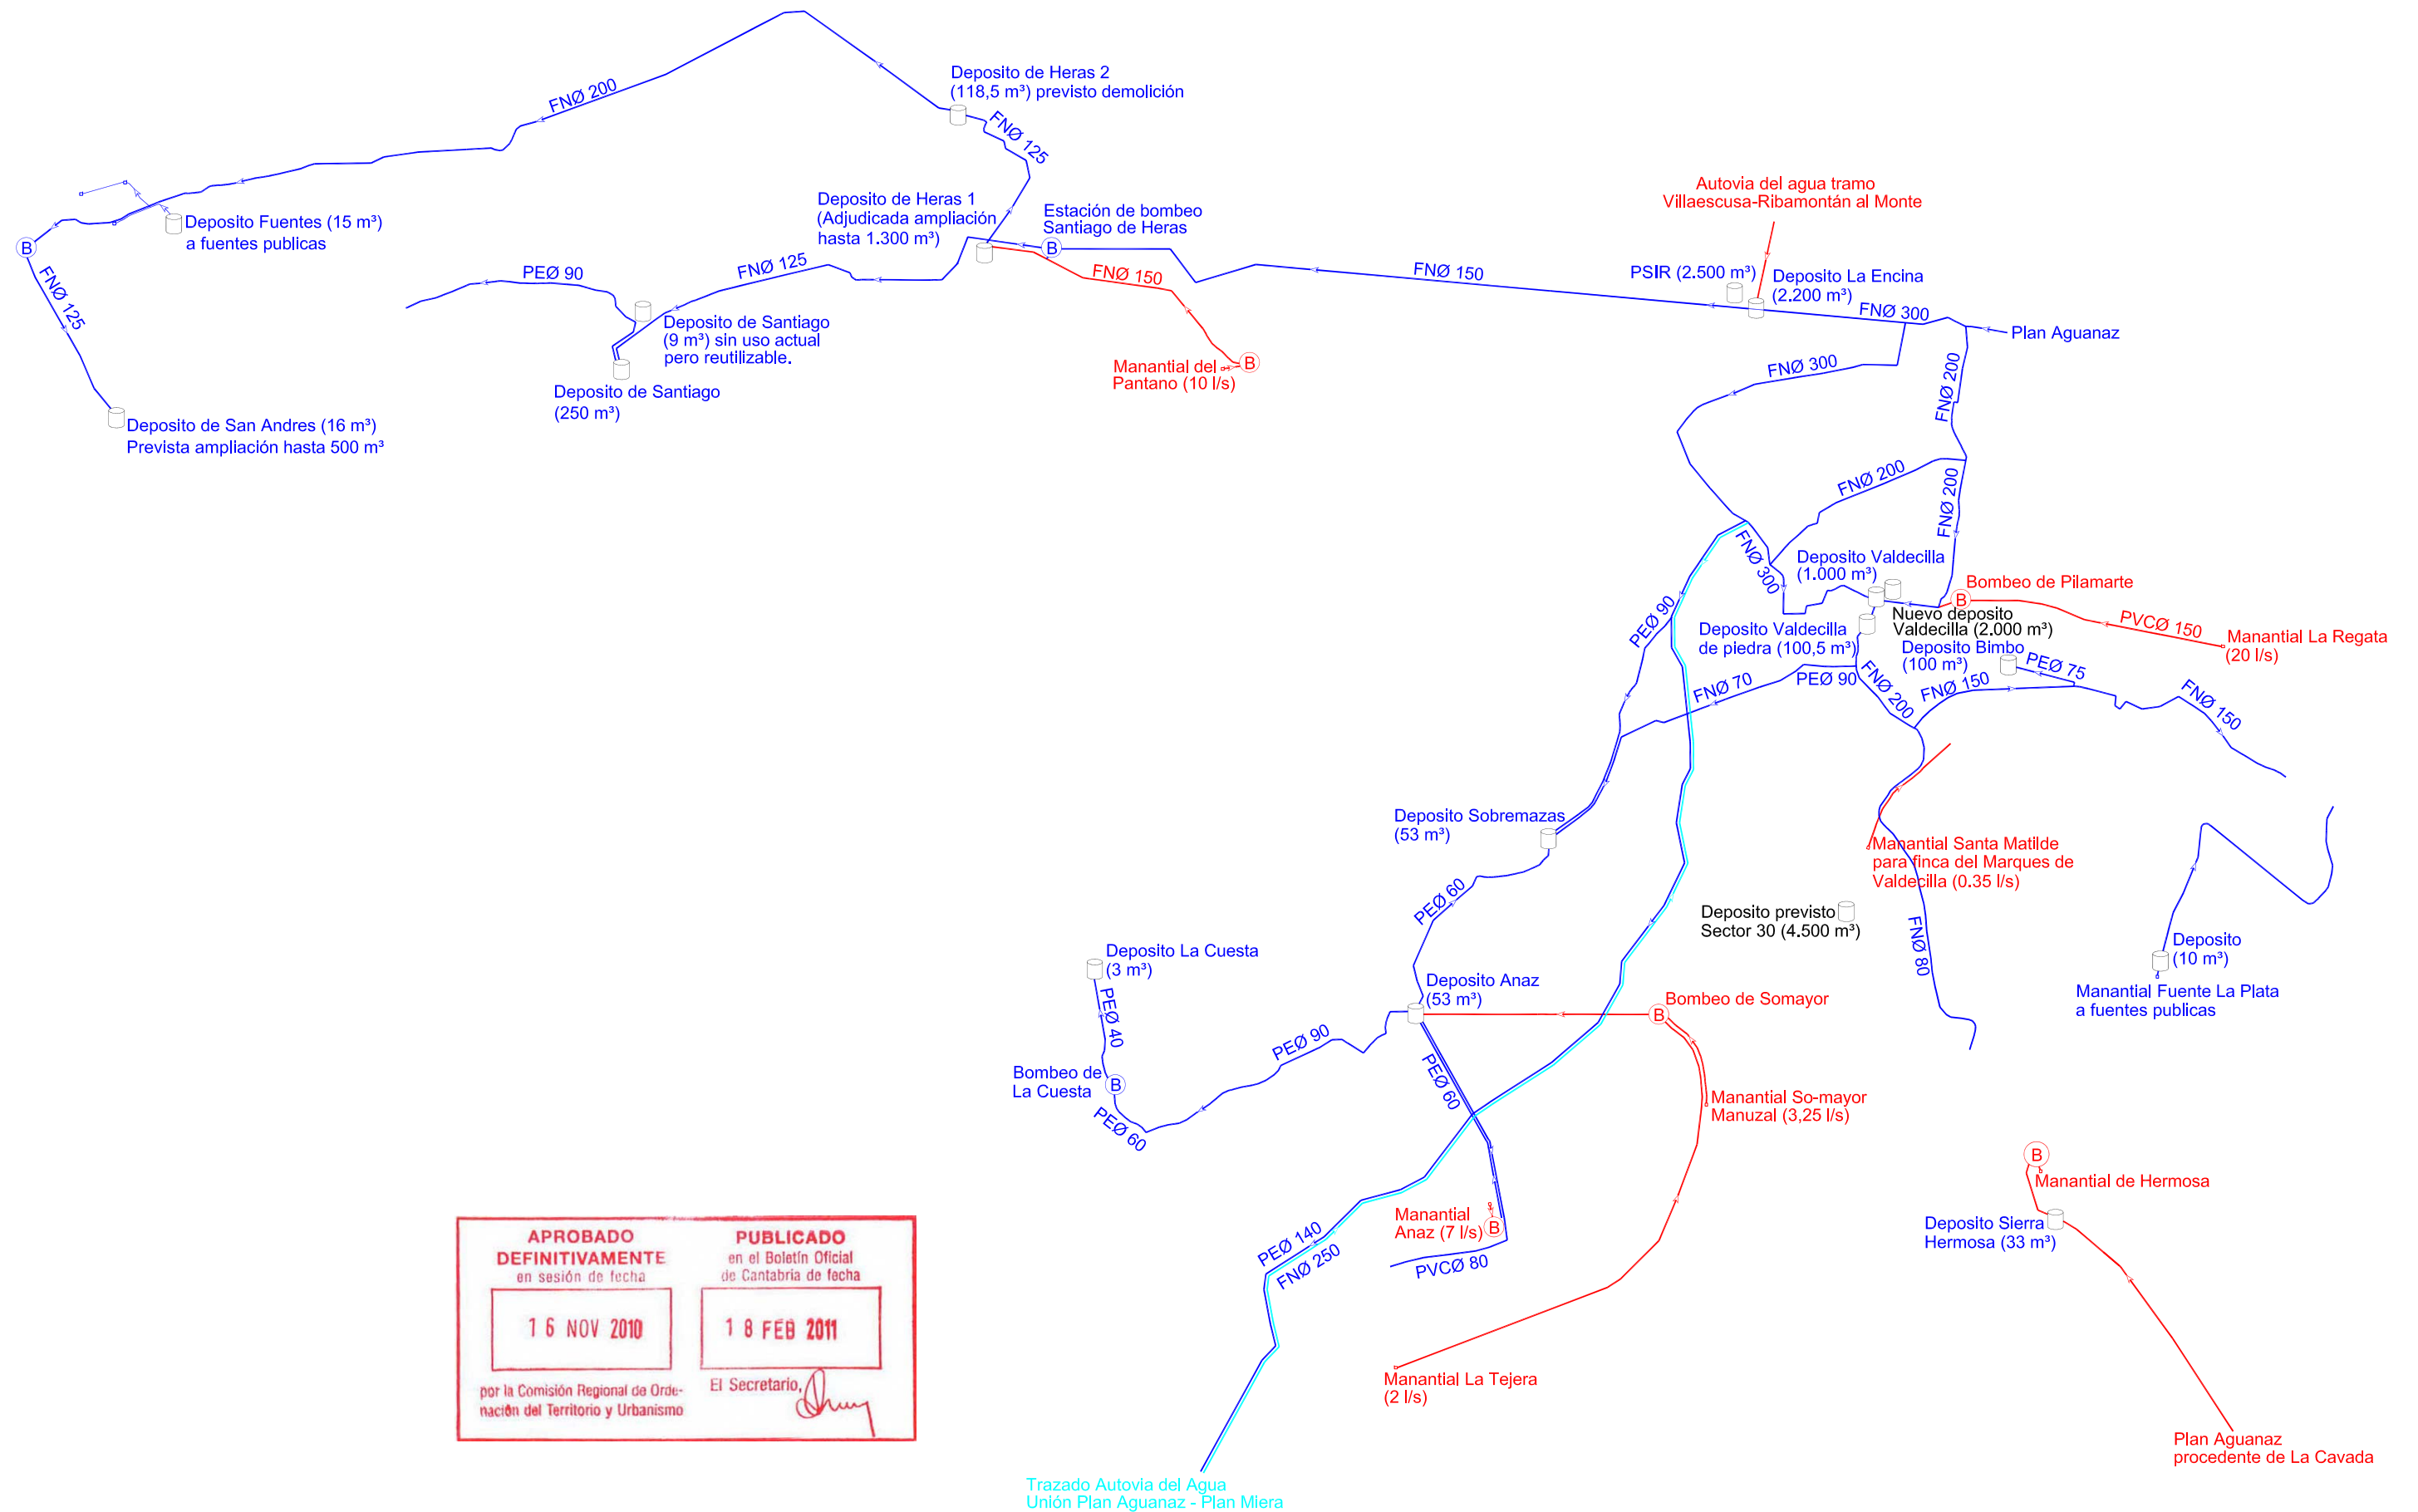 Deposito de Heras 2
(118,5 m³) previsto demolición
FNØ 200
FNØ 125
Deposito Fuentes (15 m³)
a fuentes publicas
B
FNØ 125
Deposito de San Andres (16 m³)
Prevista ampliación hasta 500 m³
Deposito de Heras 1
(Adjudicada ampliación
hasta 1.300 m³)
Estación de bombeo
Santiago de Heras
B
PEØ 90
FNØ 125
FNØ 150
FNØ 150
Deposito de Santiago
(9 m³) sin uso actual
pero reutilizable.
Deposito de Santiago
(250 m³)
Manantial del
Pantano (10 l/s)
B
Autovia del agua tramo
Villaescusa-Ribamontán al Monte
PSIR (2.500 m³)
Deposito La Encina
(2.200 m³)
FNØ 300
Plan Aguanaz
FNØ 300
FNØ 200
FNØ 200
FNØ 200
FNØ 300
Deposito Valdecilla
(1.000 m³)
Bombeo de Pilamarte
B
Nuevo deposito
Valdecilla (2.000 m³)
PVCØ 150
Manantial La Regata
(20 l/s)
Deposito Valdecilla
de piedra (100,5 m³)
Deposito Bimbo
(100 m³)
PEØ 75
PEØ 90
FNØ 70
PEØ 90
FNØ 200
FNØ 150
FNØ 150
Deposito Sobremazas
(53 m³)
Manantial Santa Matilde
para finca del Marques de
Valdecilla (0.35 l/s)
PEØ 60
Deposito previsto
Sector 30 (4.500 m³)
FNØ 80
Deposito
(10 m³)
Manantial Fuente La Plata
a fuentes publicas
Deposito La Cuesta
(3 m³)
PEØ 40
Deposito Anaz
(53 m³)
Bombeo de Somayor
B
PEØ 90
Bombeo de
La Cuesta
B
PEØ 60
PEØ 60
Manantial So-mayor
Manuzal (3,25 l/s)
B
Manantial de Hermosa
Manantial
Anaz (7 l/s)
B
Deposito Sierra
Hermosa (33 m³)
PEØ 140
FNØ 250
PVCØ 80
Manantial La Tejera
(2 l/s)
Plan Aguanaz
procedente de La Cavada
Trazado Autovia del Agua
Unión Plan Aguanaz - Plan Miera
APROBADO
DEFINITIVAMENTE
en sesión de fecha
16 NOV 2010
por la Comisión Regional de Orde-
nación del Territorio y Urbanismo
PUBLICADO
en el Boletín Oficial
de Cantabria de fecha
18 FEB 2011
El Secretario,